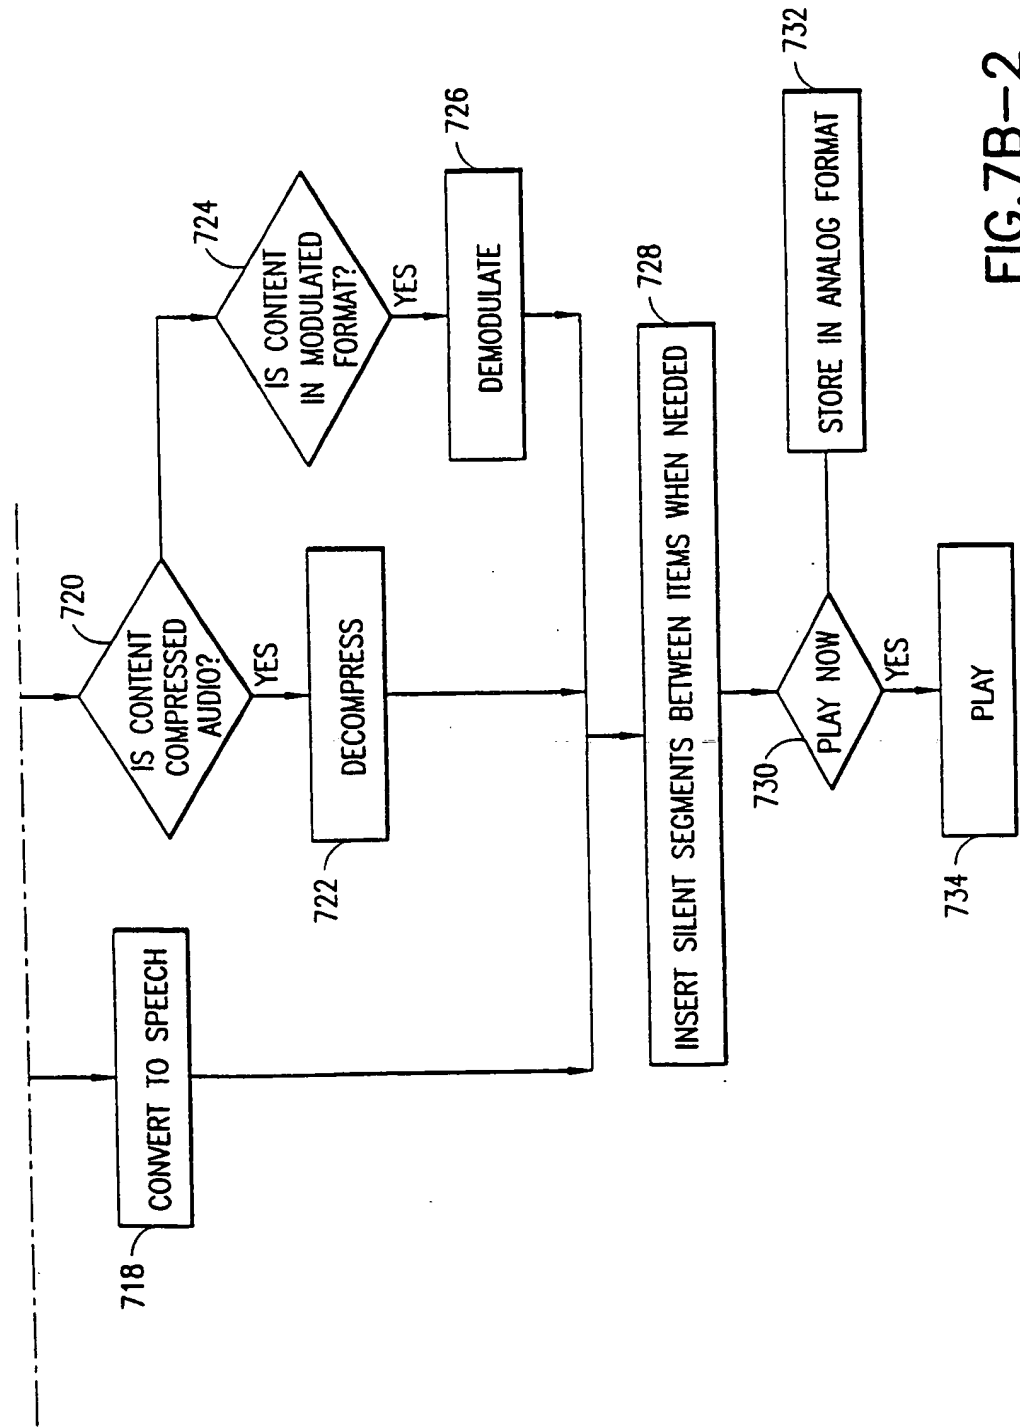 718
CONVERT TO SPEECH
720
IS CONTENT
COMPRESSED
AUDIO?
YES
722
DECOMPRESS
724
IS CONTENT
IN MODULATED
FORMAT?
YES
726
DEMODULATE
728
INSERT SILENT SEGMENTS BETWEEN ITEMS WHEN NEEDED
730
PLAY NOW
YES
732
STORE IN ANALOG FORMAT
734
PLAY
FIG.7B-2